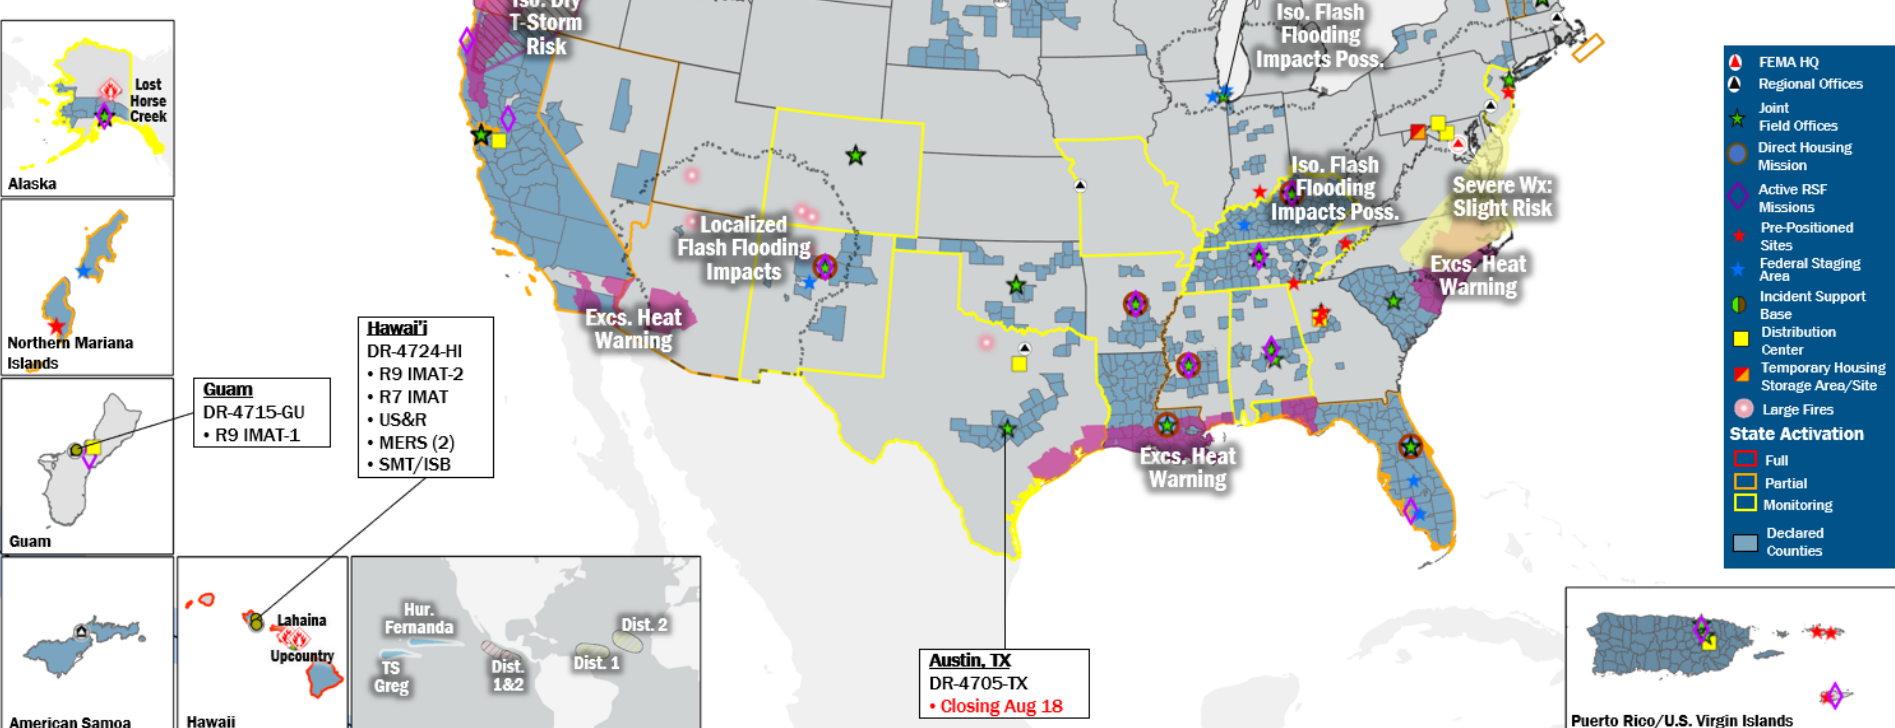 Iso. Dry
T-Storm
Risk
Iso. Flash
Flooding
Impacts Poss.
Lost
Horse
Creek
Alaska
Northern Mariana
Islands
Guam
American Samoa
Guam
DR-4715-GU
• R9 IMAT-1
Hawai'i
DR-4724-HI
• R9 IMAT-2
• R7 IMAT
• US&R
• MERS (2)
• SMT/ISB
Lahaina
Upcountry
Hawaii
Hur.
Fernanda
TS
Greg
Dist.
1&2
Dist. 1
Dist. 2
Localized
Flash Flooding
Impacts
Excs. Heat
Warning
Iso. Flash
Flooding
Impacts Poss.
Severe Wx:
Slight Risk
Excs. Heat
Warning
Excs. Heat
Warning
Austin, TX
DR-4705-TX
• Closing Aug 18
FEMA HQ
Regional Offices
Joint
Field Offices
Direct Housing
Mission
Active RSF
Missions
Pre-Positioned
Sites
Federal Staging
Area
Incident Support
Base
Distribution
Center
Temporary Housing
Storage Area/Site
Large Fires
State Activation
Full
Partial
Monitoring
Declared
Counties
Puerto Rico/U.S. Virgin Islands